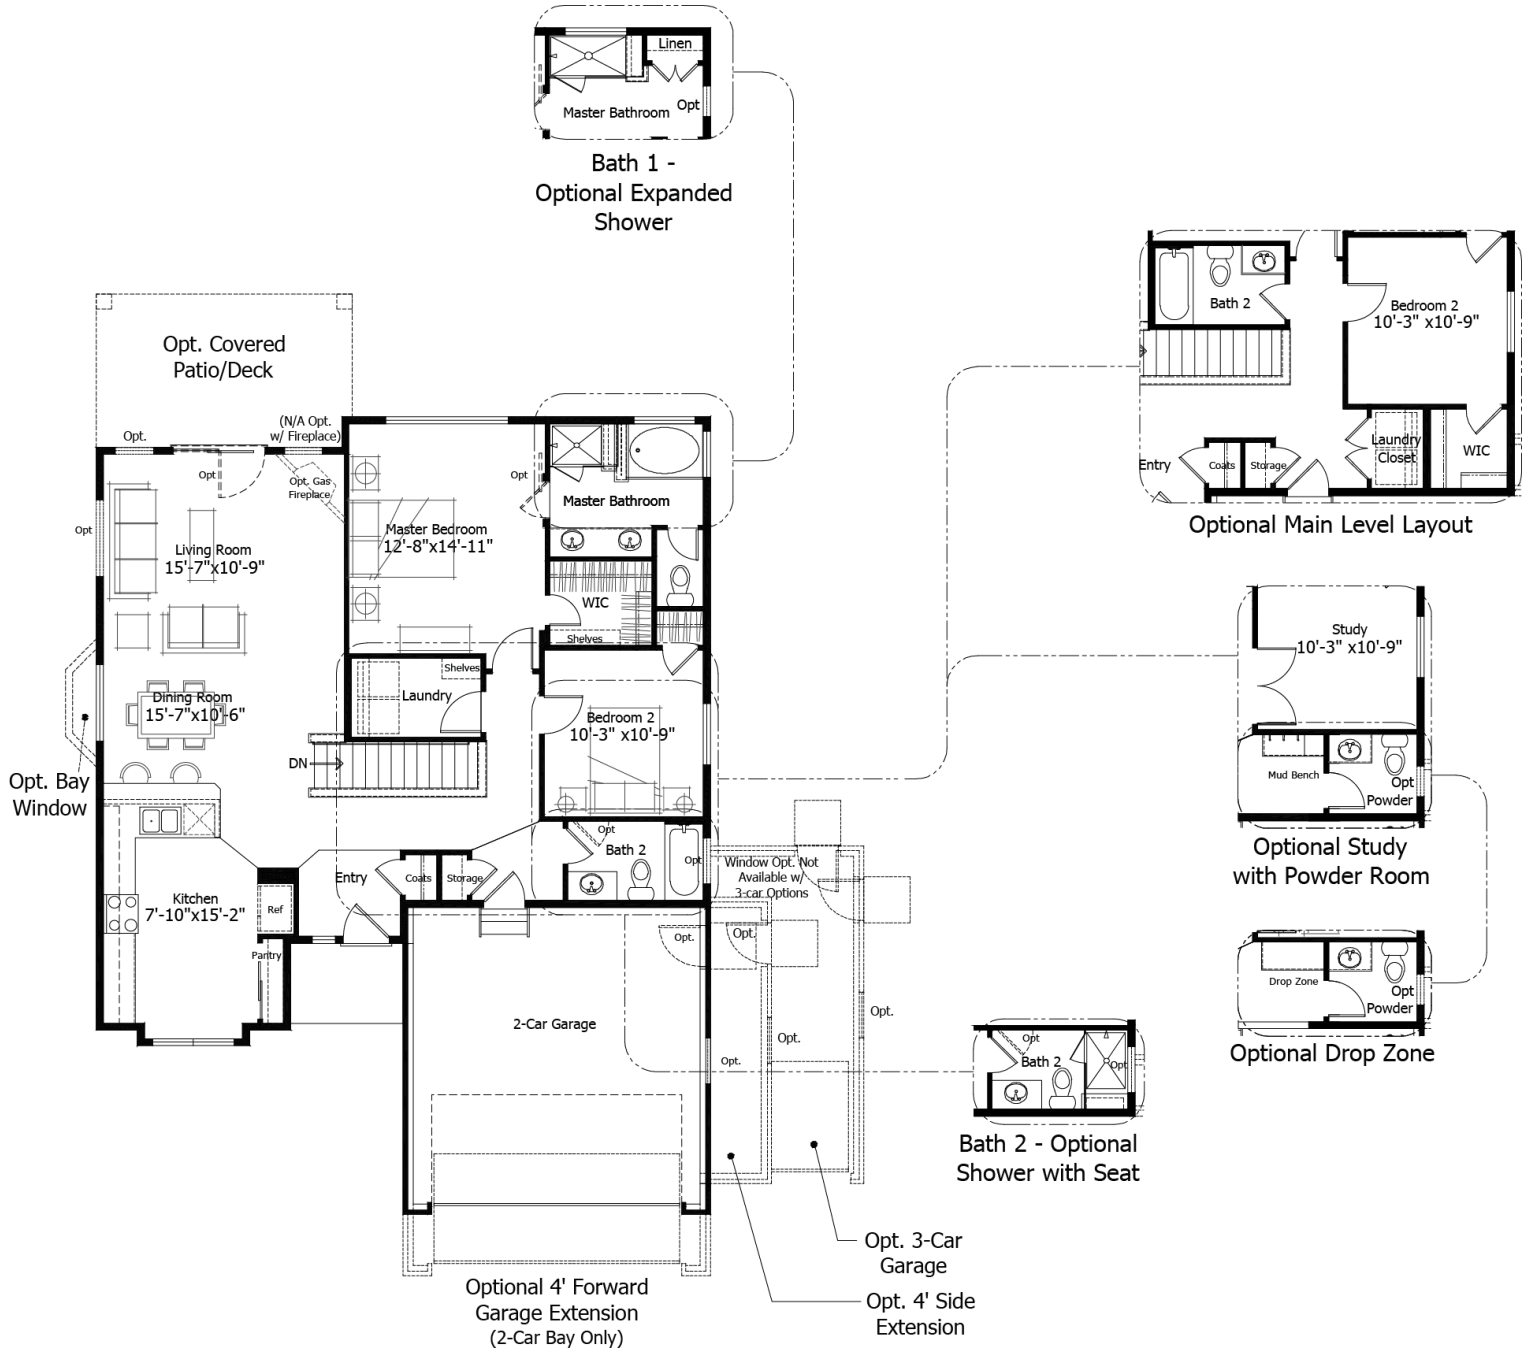 Linen
Master Bathroom
Opt
Bath 1 -
Optional Expanded
Shower
Opt. Covered
Patio/Deck
(N/A Opt.
w/ Fireplace)
Opt.
Opt
Opt. Gas
Fireplace
Opt
Living Room
15'-7"x10'-9"
Master Bedroom
12'-8"x14'-11"
Opt
Master Bathroom
WIC
Shelves
Shelves
Laundry
Dining Room
15'-7"x10'-6"
Opt. Bay
Window
DN
Bedroom 2
10'-3" x10'-9"
Opt
Bath 2
Opt
Window Opt. Not
Available w/
3-car Options
Entry
Coats
Storage
Kitchen
7'-10"x15'-2"
Ref
Pantry
2-Car Garage
Opt.
Opt.
Opt.
Opt.
Opt.
Optional 4' Forward
Garage Extension
(2-Car Bay Only)
Opt. 3-Car
Garage
Opt. 4' Side
Extension
Bath 2
Bedroom 2
10'-3" x10'-9"
Entry
Coats
Storage
Laundry
Closet
WIC
Optional Main Level Layout
Study
10'-3" x10'-9"
Mud Bench
Opt
Powder
Optional Study
with Powder Room
Drop Zone
Opt
Powder
Optional Drop Zone
Opt
Bath 2
Opt
Bath 2 - Optional
Shower with Seat